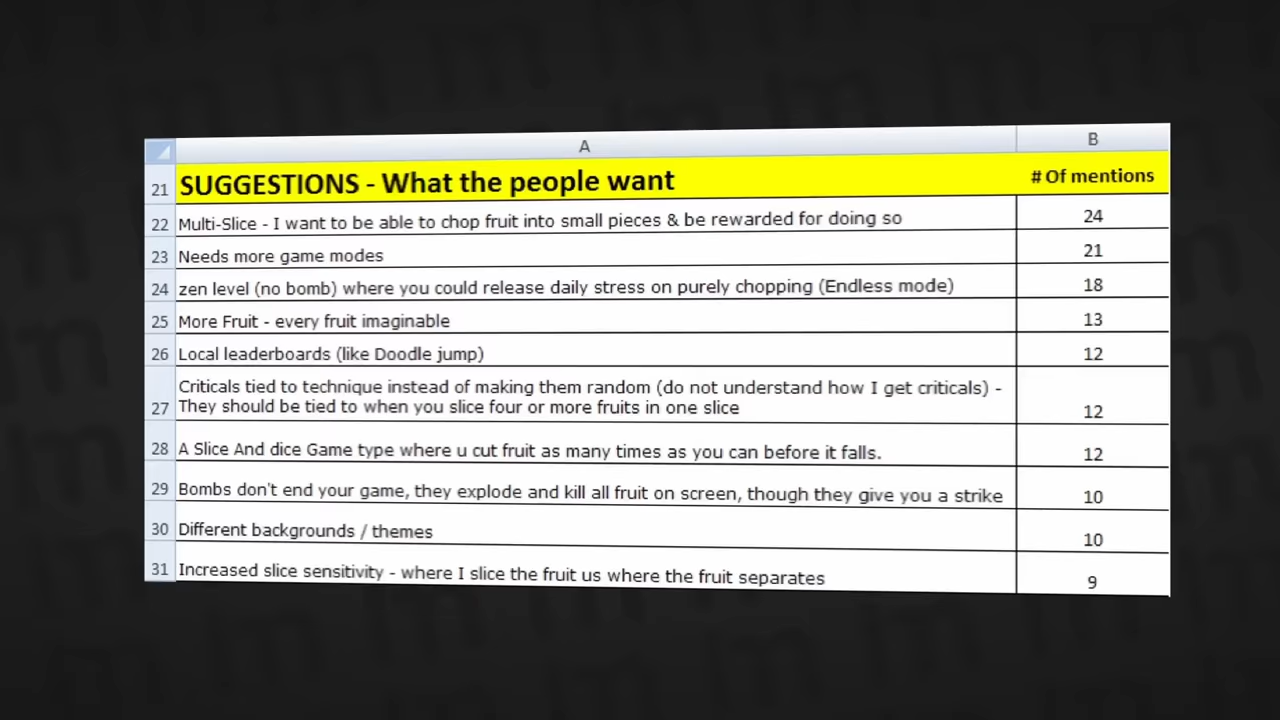 A B
21 SUGGESTIONS - What the people want # Of mentions
22 Multi-Slice - I want to be able to chop fruit into small pieces & be rewarded for doing so 24
23 Needs more game modes 21
24 zen level (no bomb) where you could release daily stress on purely chopping (Endless mode) 18
25 More Fruit - every fruit imaginable 13
26 Local leaderboards (like Doodle jump) 12
Criticals tied to technique instead of making them random (do not understand how I get criticals) -
27 They should be tied to when you slice four or more fruits in one slice 12
28 A Slice And dice Game type where u cut fruit as many times as you can before it falls. 12
29 Bombs don't end your game, they explode and kill all fruit on screen, though they give you a strike 10
30 Different backgrounds / themes 10
31 Increased slice sensitivity - where I slice the fruit us where the fruit separates 9